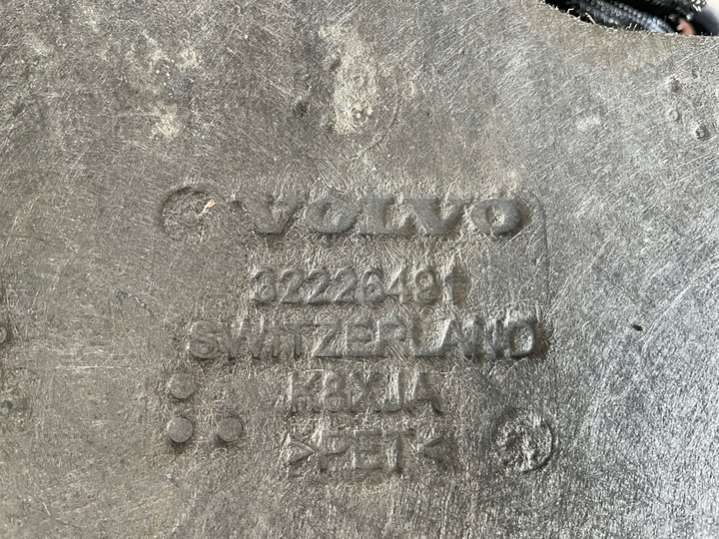 VOLVO
32226491
SWITZERLAND
K8XJA
>PET<